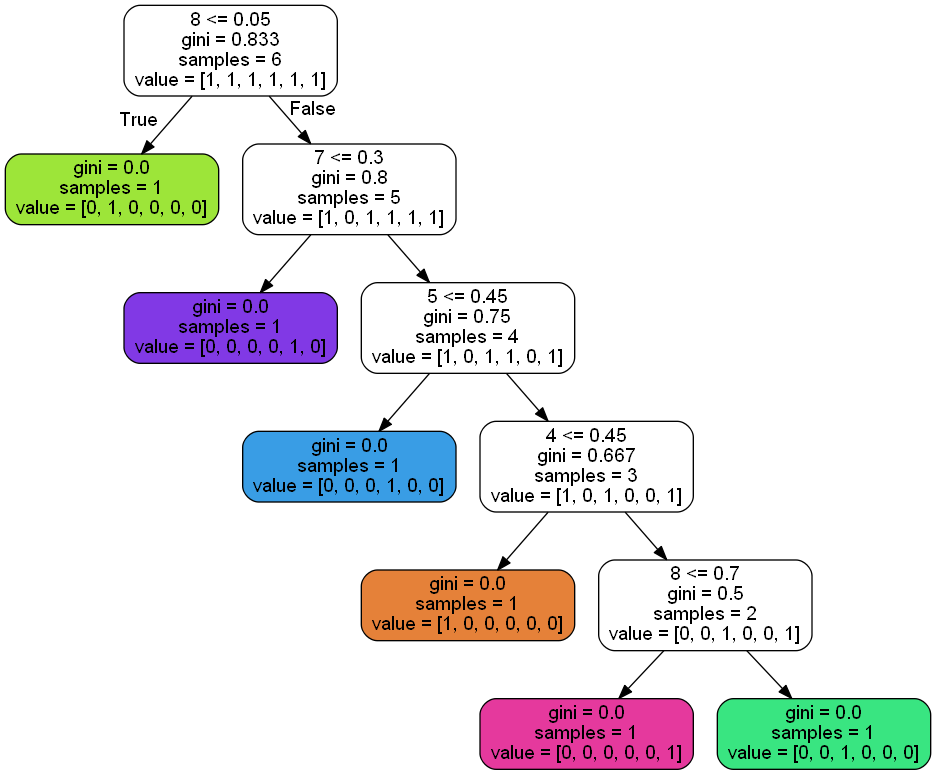 8 <= 0.05
gini = 0.833
samples = 6
value = [1, 1, 1, 1, 1, 1]
True
False
gini = 0.0
samples = 1
value = [0, 1, 0, 0, 0, 0]
7 <= 0.3
gini = 0.8
samples = 5
value = [1, 0, 1, 1, 1, 1]
gini = 0.0
samples = 1
value = [0, 0, 0, 0, 1, 0]
5 <= 0.45
gini = 0.75
samples = 4
value = [1, 0, 1, 1, 0, 1]
gini = 0.0
samples = 1
value = [0, 0, 0, 1, 0, 0]
4 <= 0.45
gini = 0.667
samples = 3
value = [1, 0, 1, 0, 0, 1]
gini = 0.0
samples = 1
value = [1, 0, 0, 0, 0, 0]
8 <= 0.7
gini = 0.5
samples = 2
value = [0, 0, 1, 0, 0, 1]
gini = 0.0
samples = 1
value = [0, 0, 0, 0, 0, 1]
gini = 0.0
samples = 1
value = [0, 0, 1, 0, 0, 0]